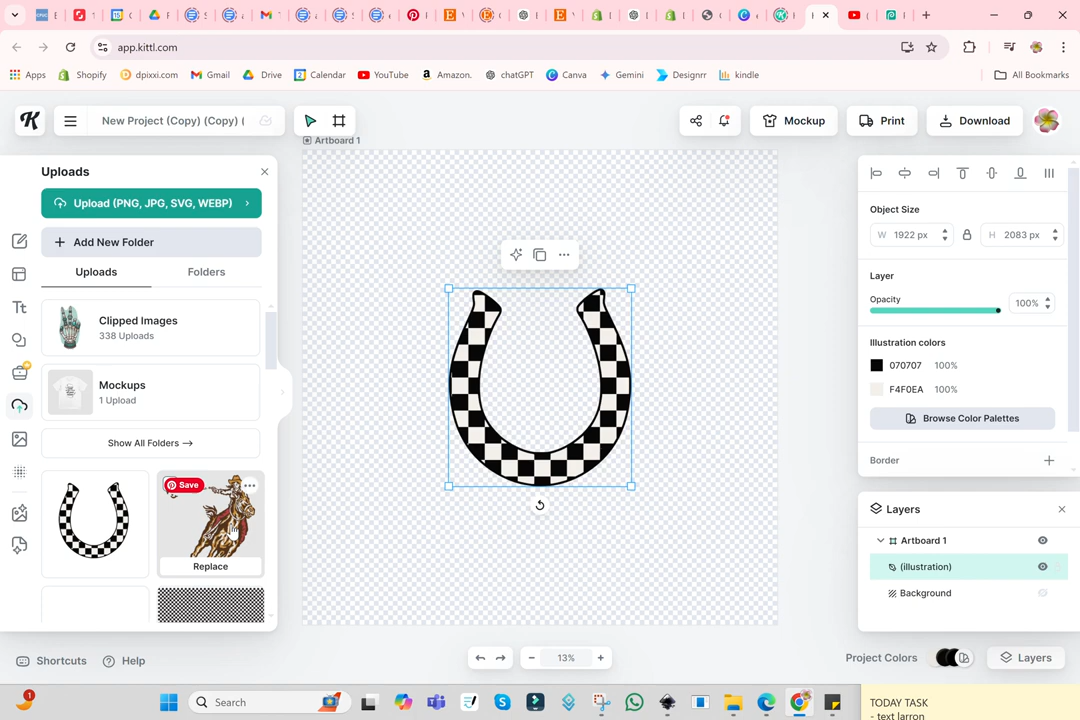 app.kittl.com
Apps Shopify dpixxi.com Gmail Drive Calendar YouTube Amazon. chatGPT Canva Gemini Designrr kindle All Bookmarks
New Project (Copy) (Copy) (
Mockup
Print
Download
Artboard 1
Uploads
Upload (PNG, JPG, SVG, WEBP)
Add New Folder
Uploads Folders
Clipped Images
338 Uploads
Mockups
1 Upload
Show All Folders →
Save
Replace
Object Size
W 1922 px H 2083 px
Layer
Opacity
100%
Illustration colors
070707 100%
F4F0EA 100%
Browse Color Palettes
Border
Layers
Artboard 1
(illustration)
Background
Shortcuts
Help
13%
Project Colors
Layers
Search
TODAY TASK
- text larron